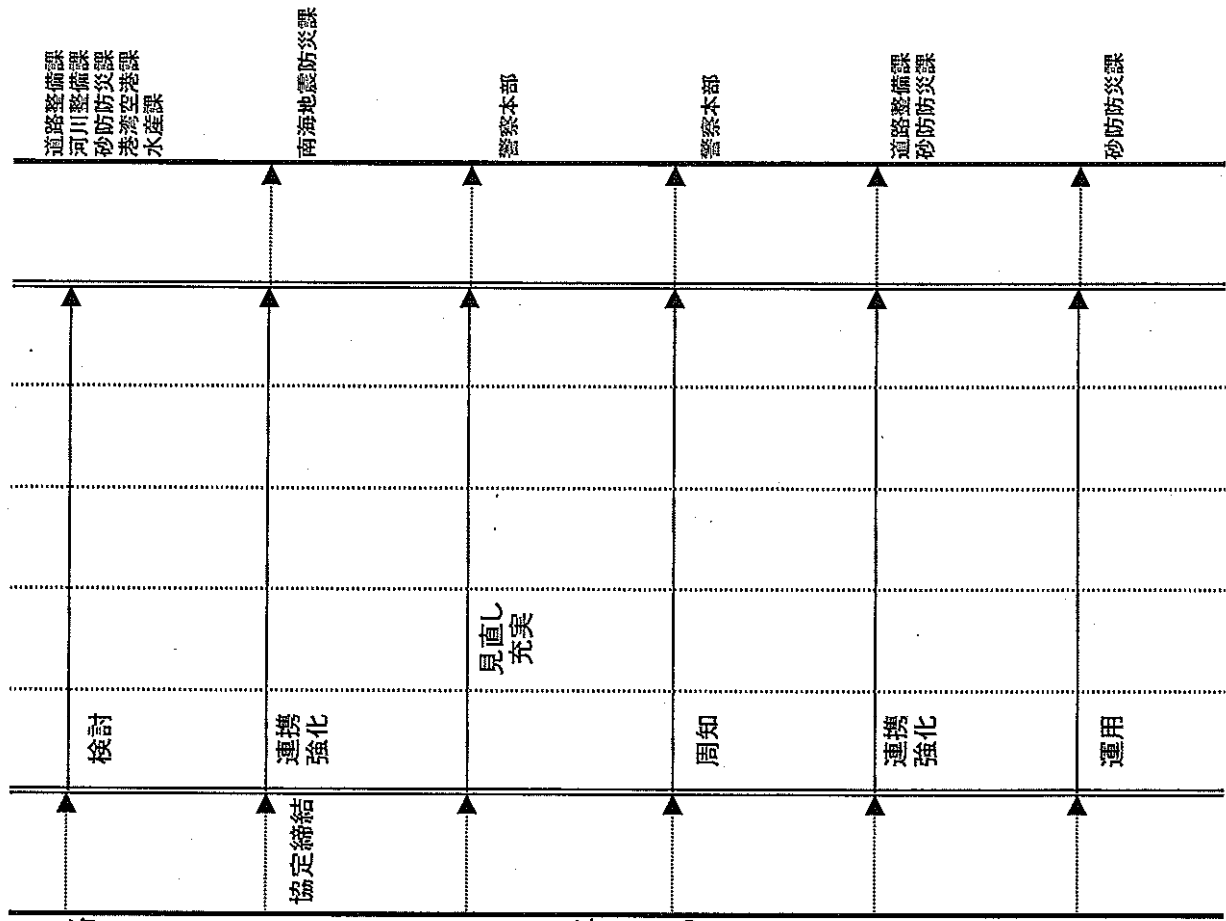 道路整備課
河川整備課
砂防防災課
港湾空港課
水産課
検討
南海地震防災課
連携
強化
協定締結
警察本部
見直し
充実
警察本部
周知
道路整備課
砂防防災課
連携
強化
砂防防災課
運用